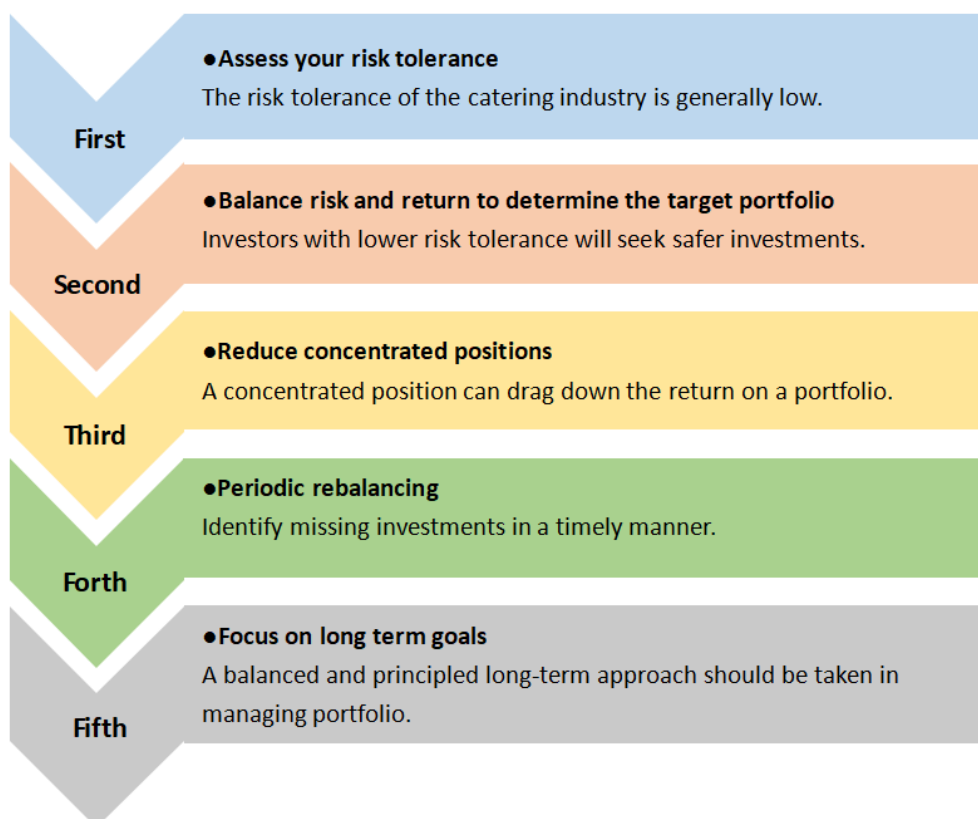 ●Assess your risk tolerance
The risk tolerance of the catering industry is generally low.
First
●Balance risk and return to determine the target portfolio
Investors with lower risk tolerance will seek safer investments.
Second
●Reduce concentrated positions
A concentrated position can drag down the return on a portfolio.
Third
●Periodic rebalancing
Identify missing investments in a timely manner.
Forth
●Focus on long term goals
A balanced and principled long-term approach should be taken in
managing portfolio.
Fifth